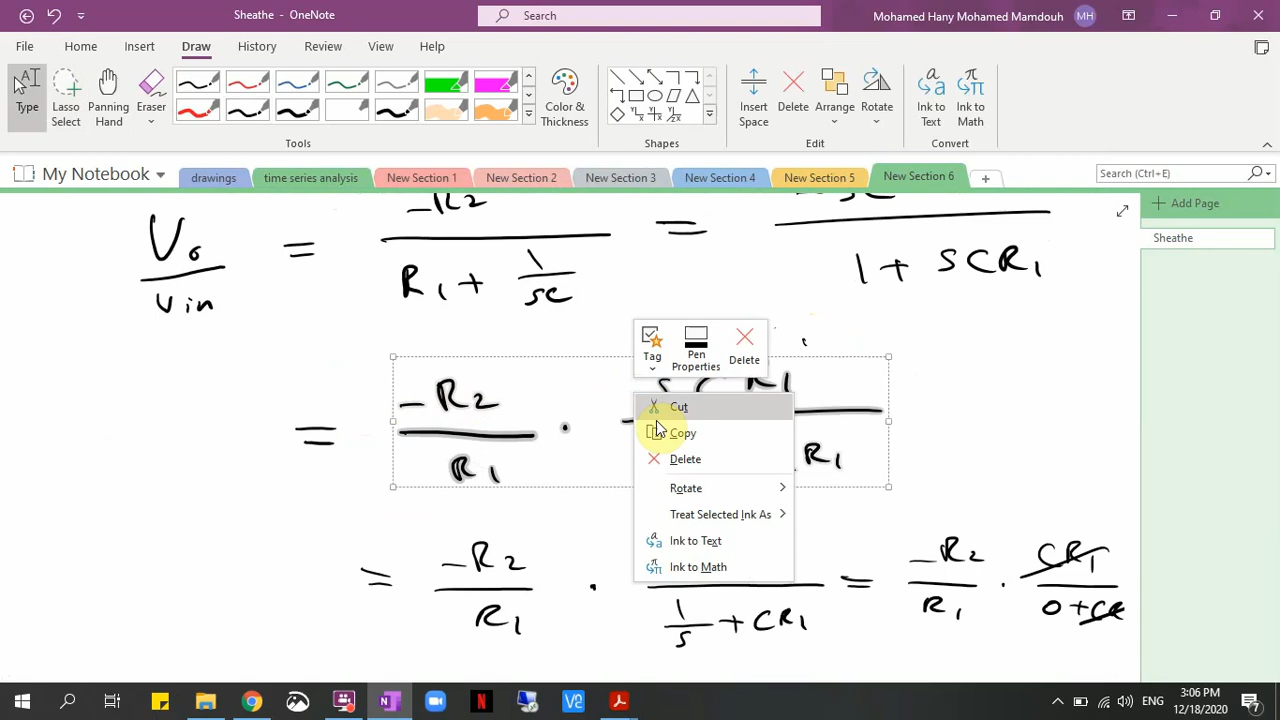 Sheathe - OneNote
Search
Mohamed Hany Mohamed Mamdouh
MH
File Home Insert Draw History Review View Help
Type
Lasso Select
Panning Hand
Eraser
Color & Thickness
Insert Space
Delete
Arrange
Rotate
Ink to Text
Ink to Math
Tools
Shapes
Edit
Convert
My Notebook
drawings
time series analysis
New Section 1
New Section 2
New Section 3
New Section 4
New Section 5
New Section 6
Search (Ctrl+E)
Add Page
Sheathe
Vo
Vin
=
-R2
R1 + 1
sc
=
1 + SCR1
Tag
Pen Properties
Delete
=
-R2
R1
.
S C R1
R1
Cut
Copy
Delete
Rotate
Treat Selected Ink As
Ink to Text
Ink to Math
=
-R2
R1
.
1
s
+ CR1
=
-R2
R1
.
CR1
0 +
ENG
3:06 PM
12/18/2020
7